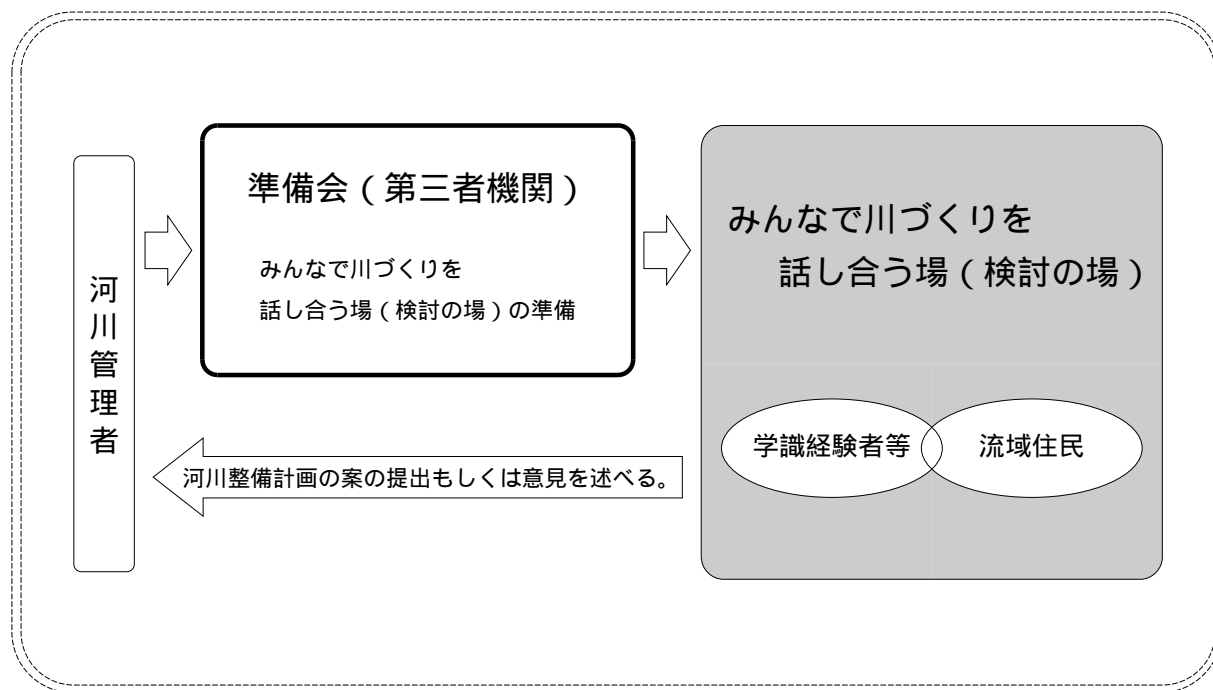 河川管理者
準備会（第三者機関）
みんなで川づくりを
話し合う場（検討の場）の準備
みんなで川づくりを
話し合う場（検討の場）
学識経験者等
流域住民
河川整備計画の案の提出もしくは意見を述べる。